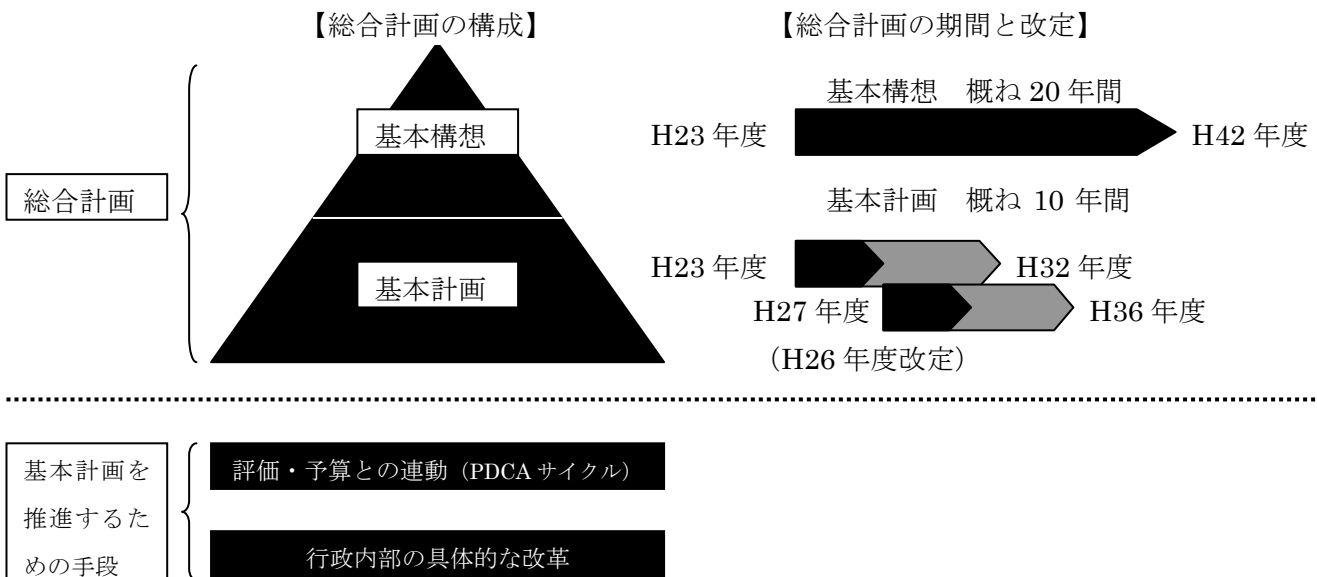 【総合計画の構成】
【総合計画の期間と改定】
総合計画
基本構想
基本計画
基本構想　概ね 20 年間
H23 年度
H42 年度
基本計画　概ね 10 年間
H23 年度
H32 年度
H27 年度
H36 年度
（H26 年度改定）
基本計画を
推進するた
めの手段
評価・予算との連動（PDCA サイクル）
行政内部の具体的な改革